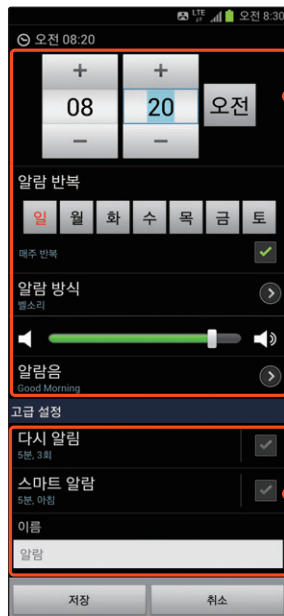 LTE 오전 8:30
오전 08:20
+ +
08 20 오전
− −
알람 반복
일 월 화 수 목 금 토
매주 반복
알람 방식
벨소리
알람음
Good Morning
고급 설정
다시 알림
5분, 3회
스마트 알람
5분, 아침
이름
알람
저장 취소